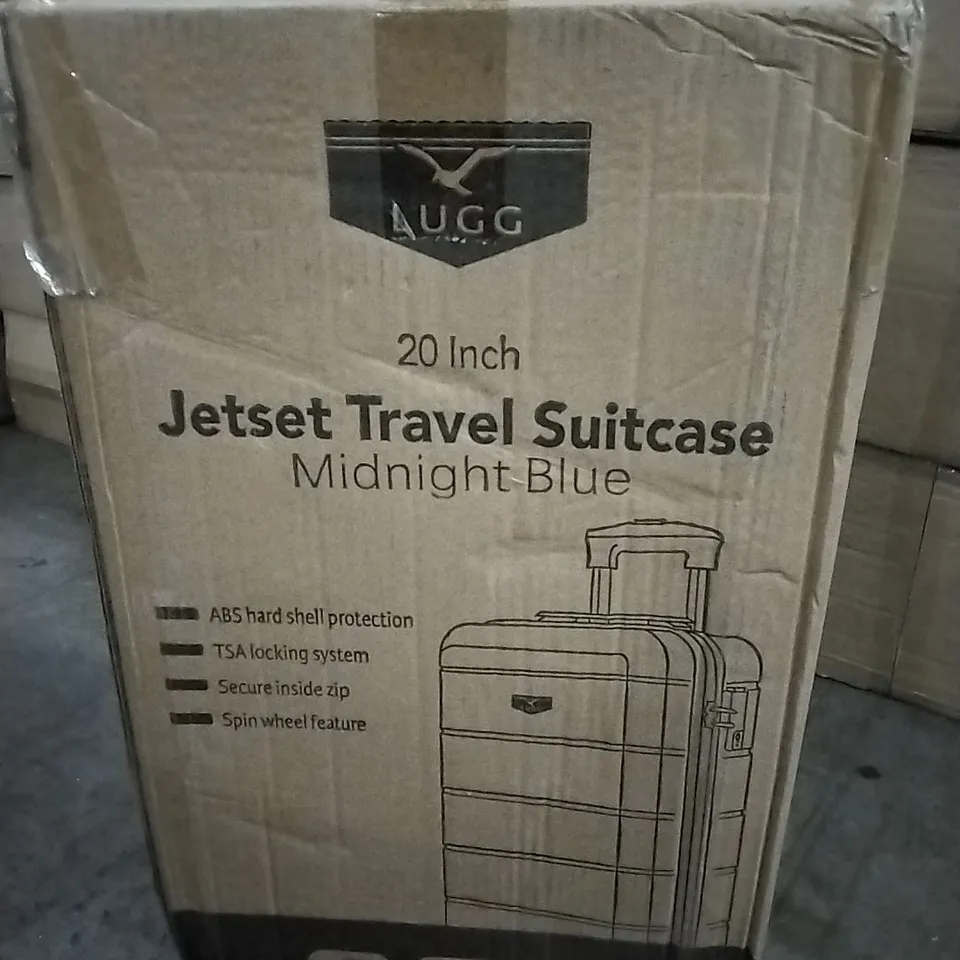 AUGG
20 Inch
Jetset Travel Suitcase
Midnight Blue
ABS hard shell protection
TSA locking system
Secure inside zip
Spin wheel feature